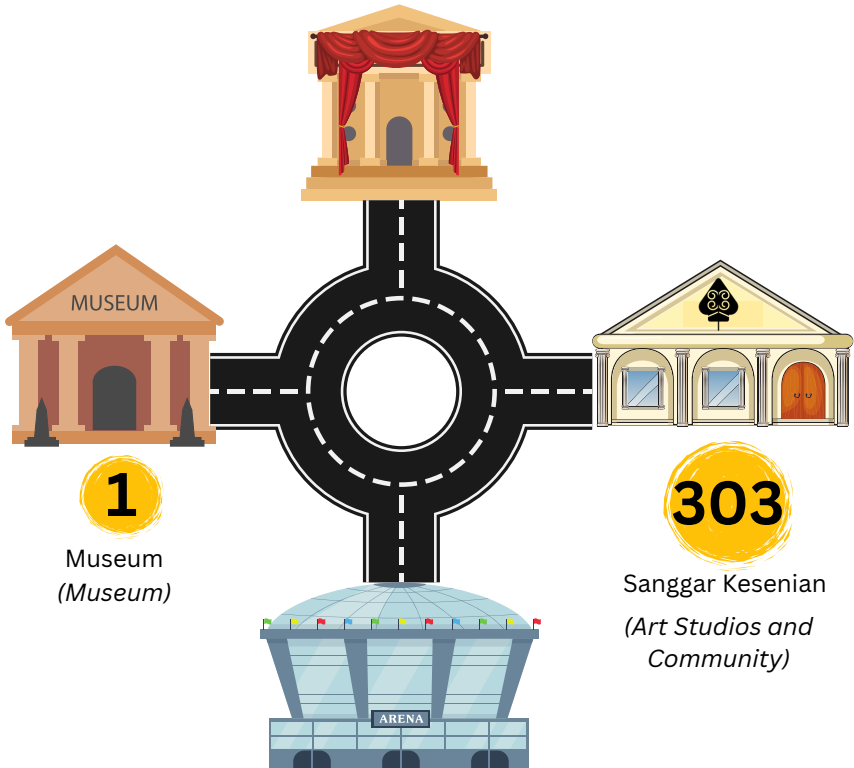 MUSEUM
1
Museum
(Museum)
303
Sanggar Kesenian
(Art Studios and
Community)
ARENA